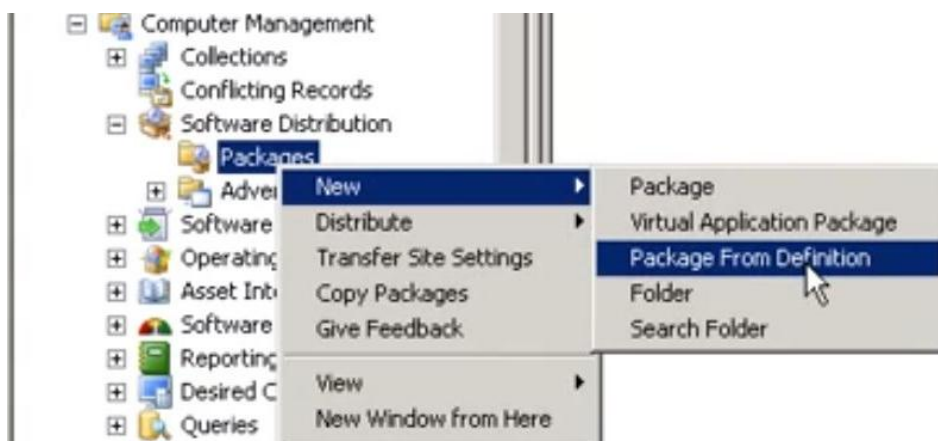 Computer Management
Collections
Conflicting Records
Software Distribution
Packages
Adver
Software
Operating
Asset Int
Software
Reporting
Desired C
Queries
New
Distribute
Transfer Site Settings
Copy Packages
Give Feedback
View
New Window from Here
Package
Virtual Application Package
Package From Definition
Folder
Search Folder